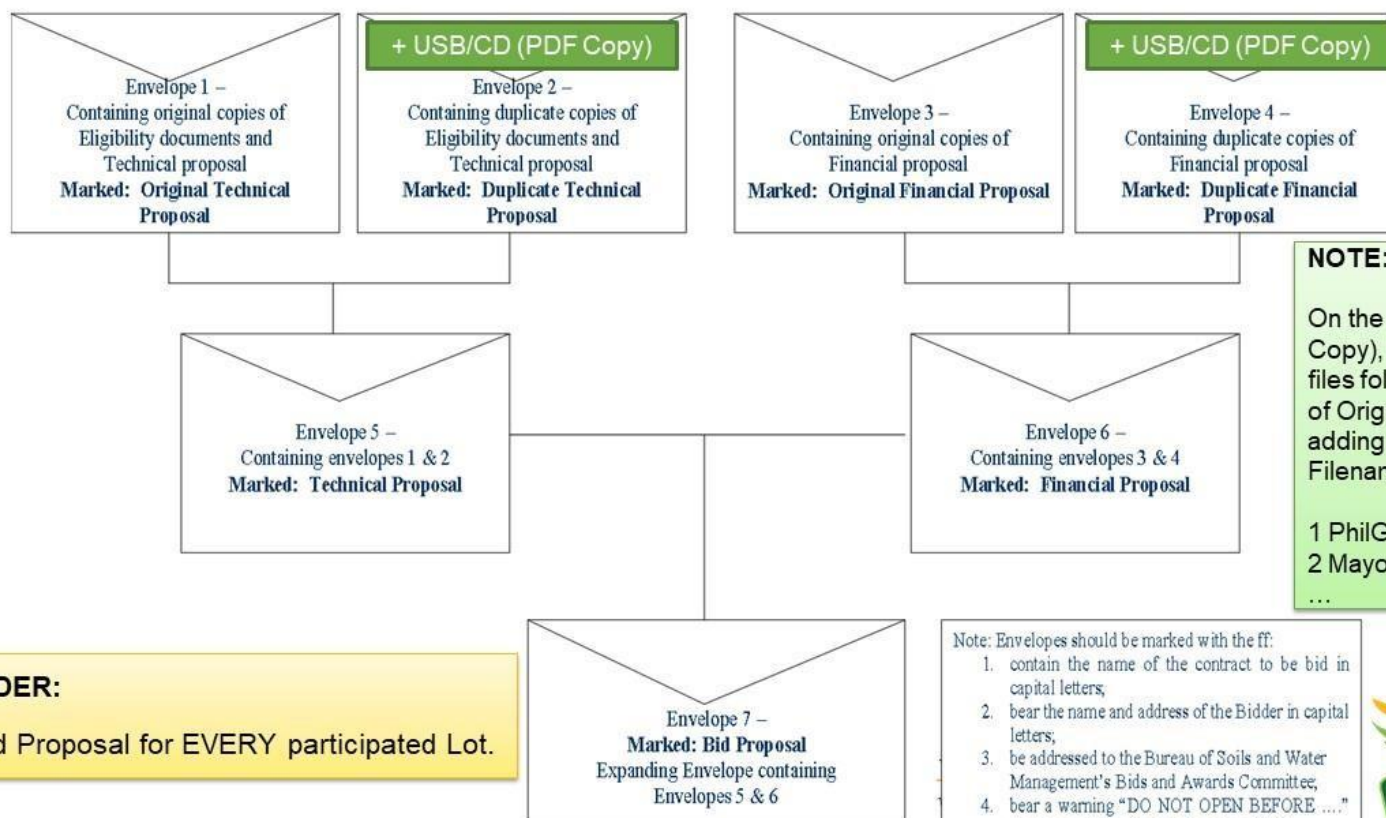 + USB/CD (PDF Copy)
+ USB/CD (PDF Copy)
Envelope 1 –
Containing original copies of
Eligibility documents and
Technical proposal
Marked: Original Technical
Proposal
Envelope 2 –
Containing duplicate copies of
Eligibility documents and
Technical proposal
Marked: Duplicate Technical
Proposal
Envelope 3 –
Containing original copies of
Financial proposal
Marked: Original Financial Proposal
Envelope 4 –
Containing duplicate copies of
Financial proposal
Marked: Duplicate Financial
Proposal
NOTE:
On the
Copy),
files fol
of Orig
adding
Filenar
1 PhilG
2 Mayo
...
Envelope 5 –
Containing envelopes 1 & 2
Marked: Technical Proposal
Envelope 6 –
Containing envelopes 3 & 4
Marked: Financial Proposal
DER:
d Proposal for EVERY participated Lot.
Envelope 7 –
Marked: Bid Proposal
Expanding Envelope containing
Envelopes 5 & 6
Note: Envelopes should be marked with the ff:
1. contain the name of the contract to be bid in
capital letters;
2. bear the name and address of the Bidder in capital
letters;
3. be addressed to the Bureau of Soils and Water
Management's Bids and Awards Committee;
4. bear a warning “DO NOT OPEN BEFORE ....”